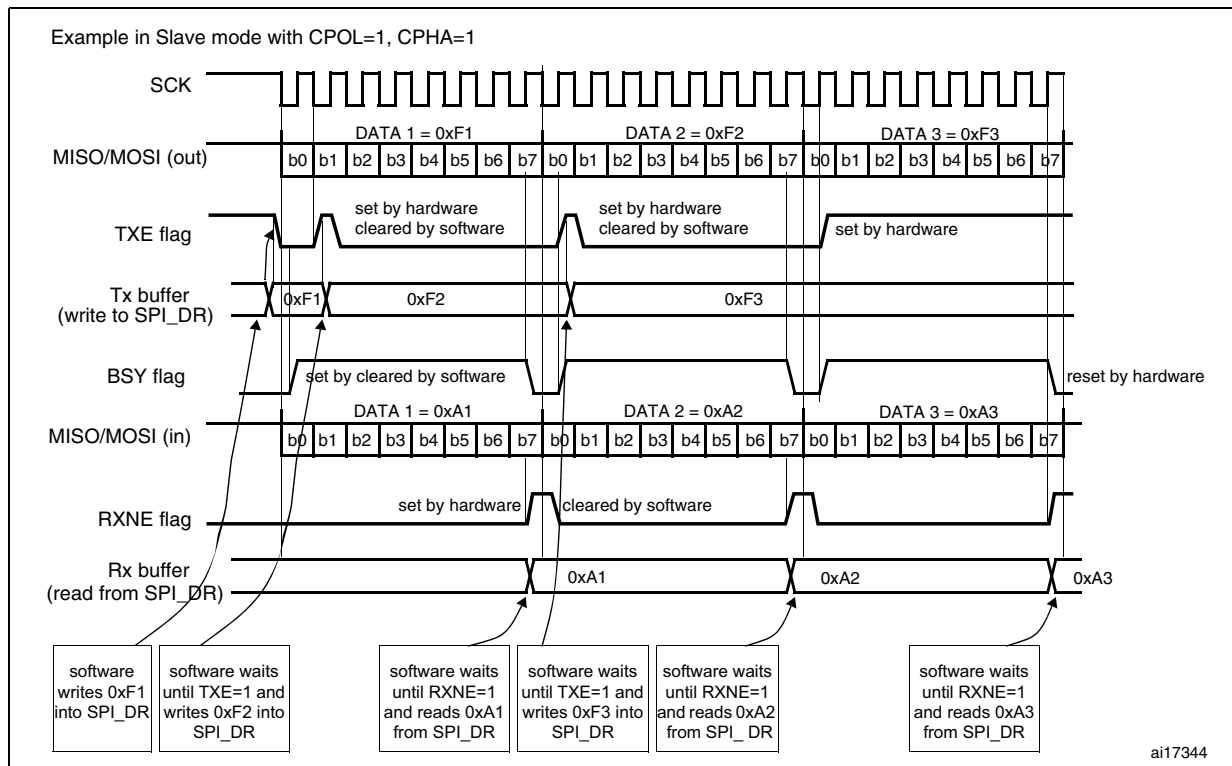 Example in Slave mode with CPOL=1, CPHA=1
SCK
DATA 1 = 0xF1 DATA 2 = 0xF2 DATA 3 = 0xF3
MISO/MOSI (out)
b0 b1 b2 b3 b4 b5 b6 b7 b0 b1 b2 b3 b4 b5 b6 b7 b0 b1 b2 b3 b4 b5 b6 b7
set by hardware
cleared by software
set by hardware
cleared by software
set by hardware
TXE flag
Tx buffer
(write to SPI_DR)
0xF1 0xF2 0xF3
BSY flag
set by cleared by software
reset by hardware
DATA 1 = 0xA1 DATA 2 = 0xA2 DATA 3 = 0xA3
MISO/MOSI (in)
b0 b1 b2 b3 b4 b5 b6 b7 b0 b1 b2 b3 b4 b5 b6 b7 b0 b1 b2 b3 b4 b5 b6 b7
set by hardware cleared by software
RXNE flag
Rx buffer
(read from SPI_DR)
0xA1 0xA2 0xA3
software
writes 0xF1
into SPI_DR
software waits
until TXE=1 and
writes 0xF2 into
SPI_DR
software waits
until RXNE=1
and reads 0xA1
from SPI_DR
software waits
until TXE=1 and
writes 0xF3 into
SPI_DR
software waits
until RXNE=1
and reads 0xA2
from SPI_ DR
software waits
until RXNE=1
and reads 0xA3
from SPI_DR
ai17344